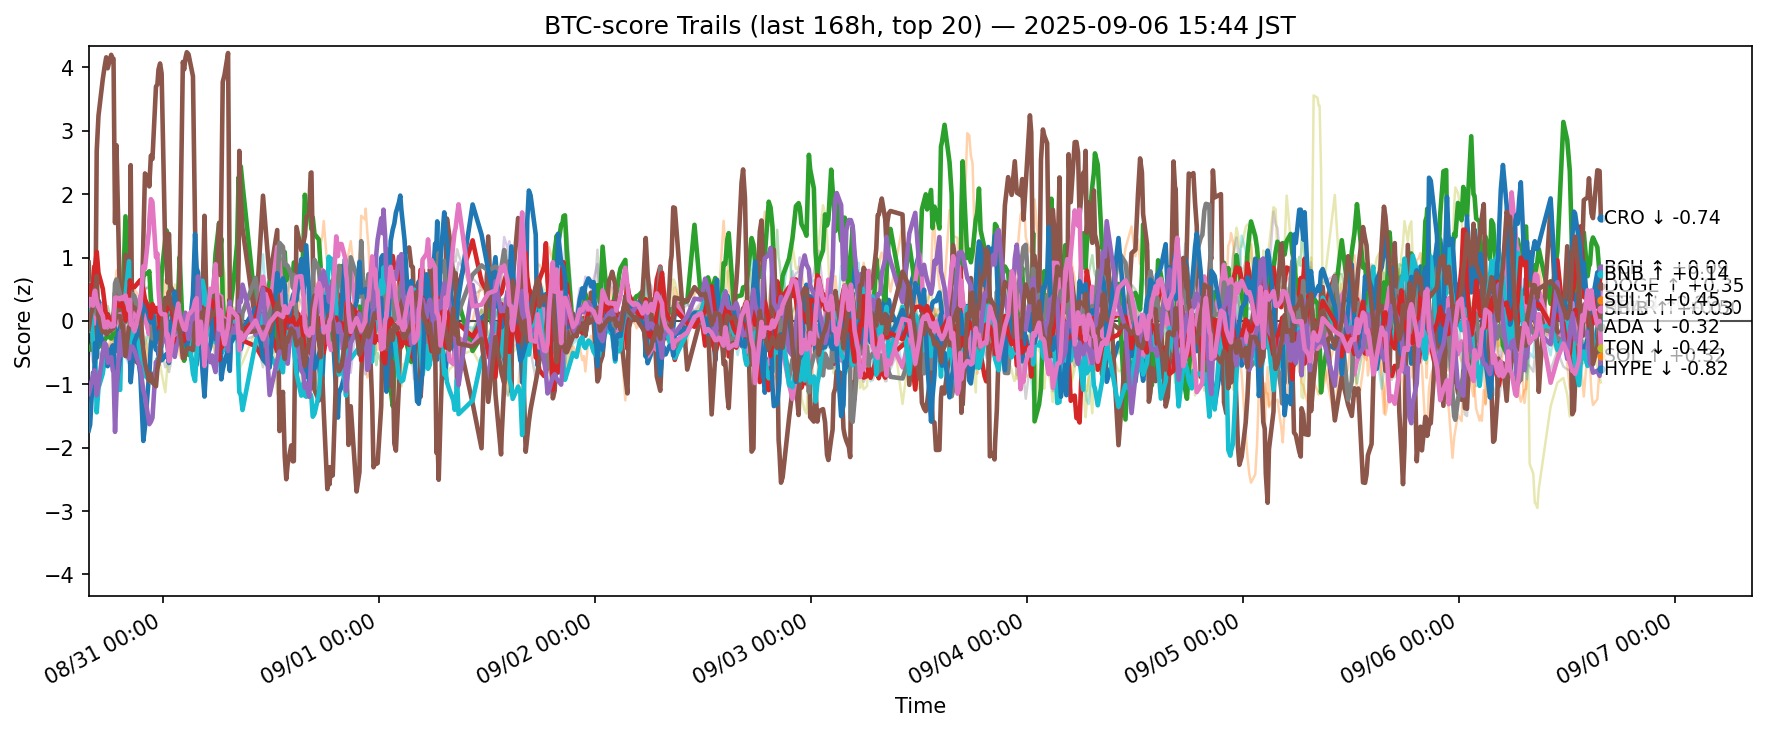 BTC-score Trails (last 168h, top 20) — 2025-09-06 15:44 JST
Score (z)
4
3
2
1
0
−1
−2
−3
−4
CRO ↓ -0.74
BNB ↑ +0.14
DOGE ↑ +0.35
SUI ↑ +0.45
SHIB ↑ +0.03
ADA ↓ -0.32
TON ↓ -0.42
HYPE ↓ -0.82
08/31 00:00
09/01 00:00
09/02 00:00
09/03 00:00
09/04 00:00
09/05 00:00
09/06 00:00
09/07 00:00
Time